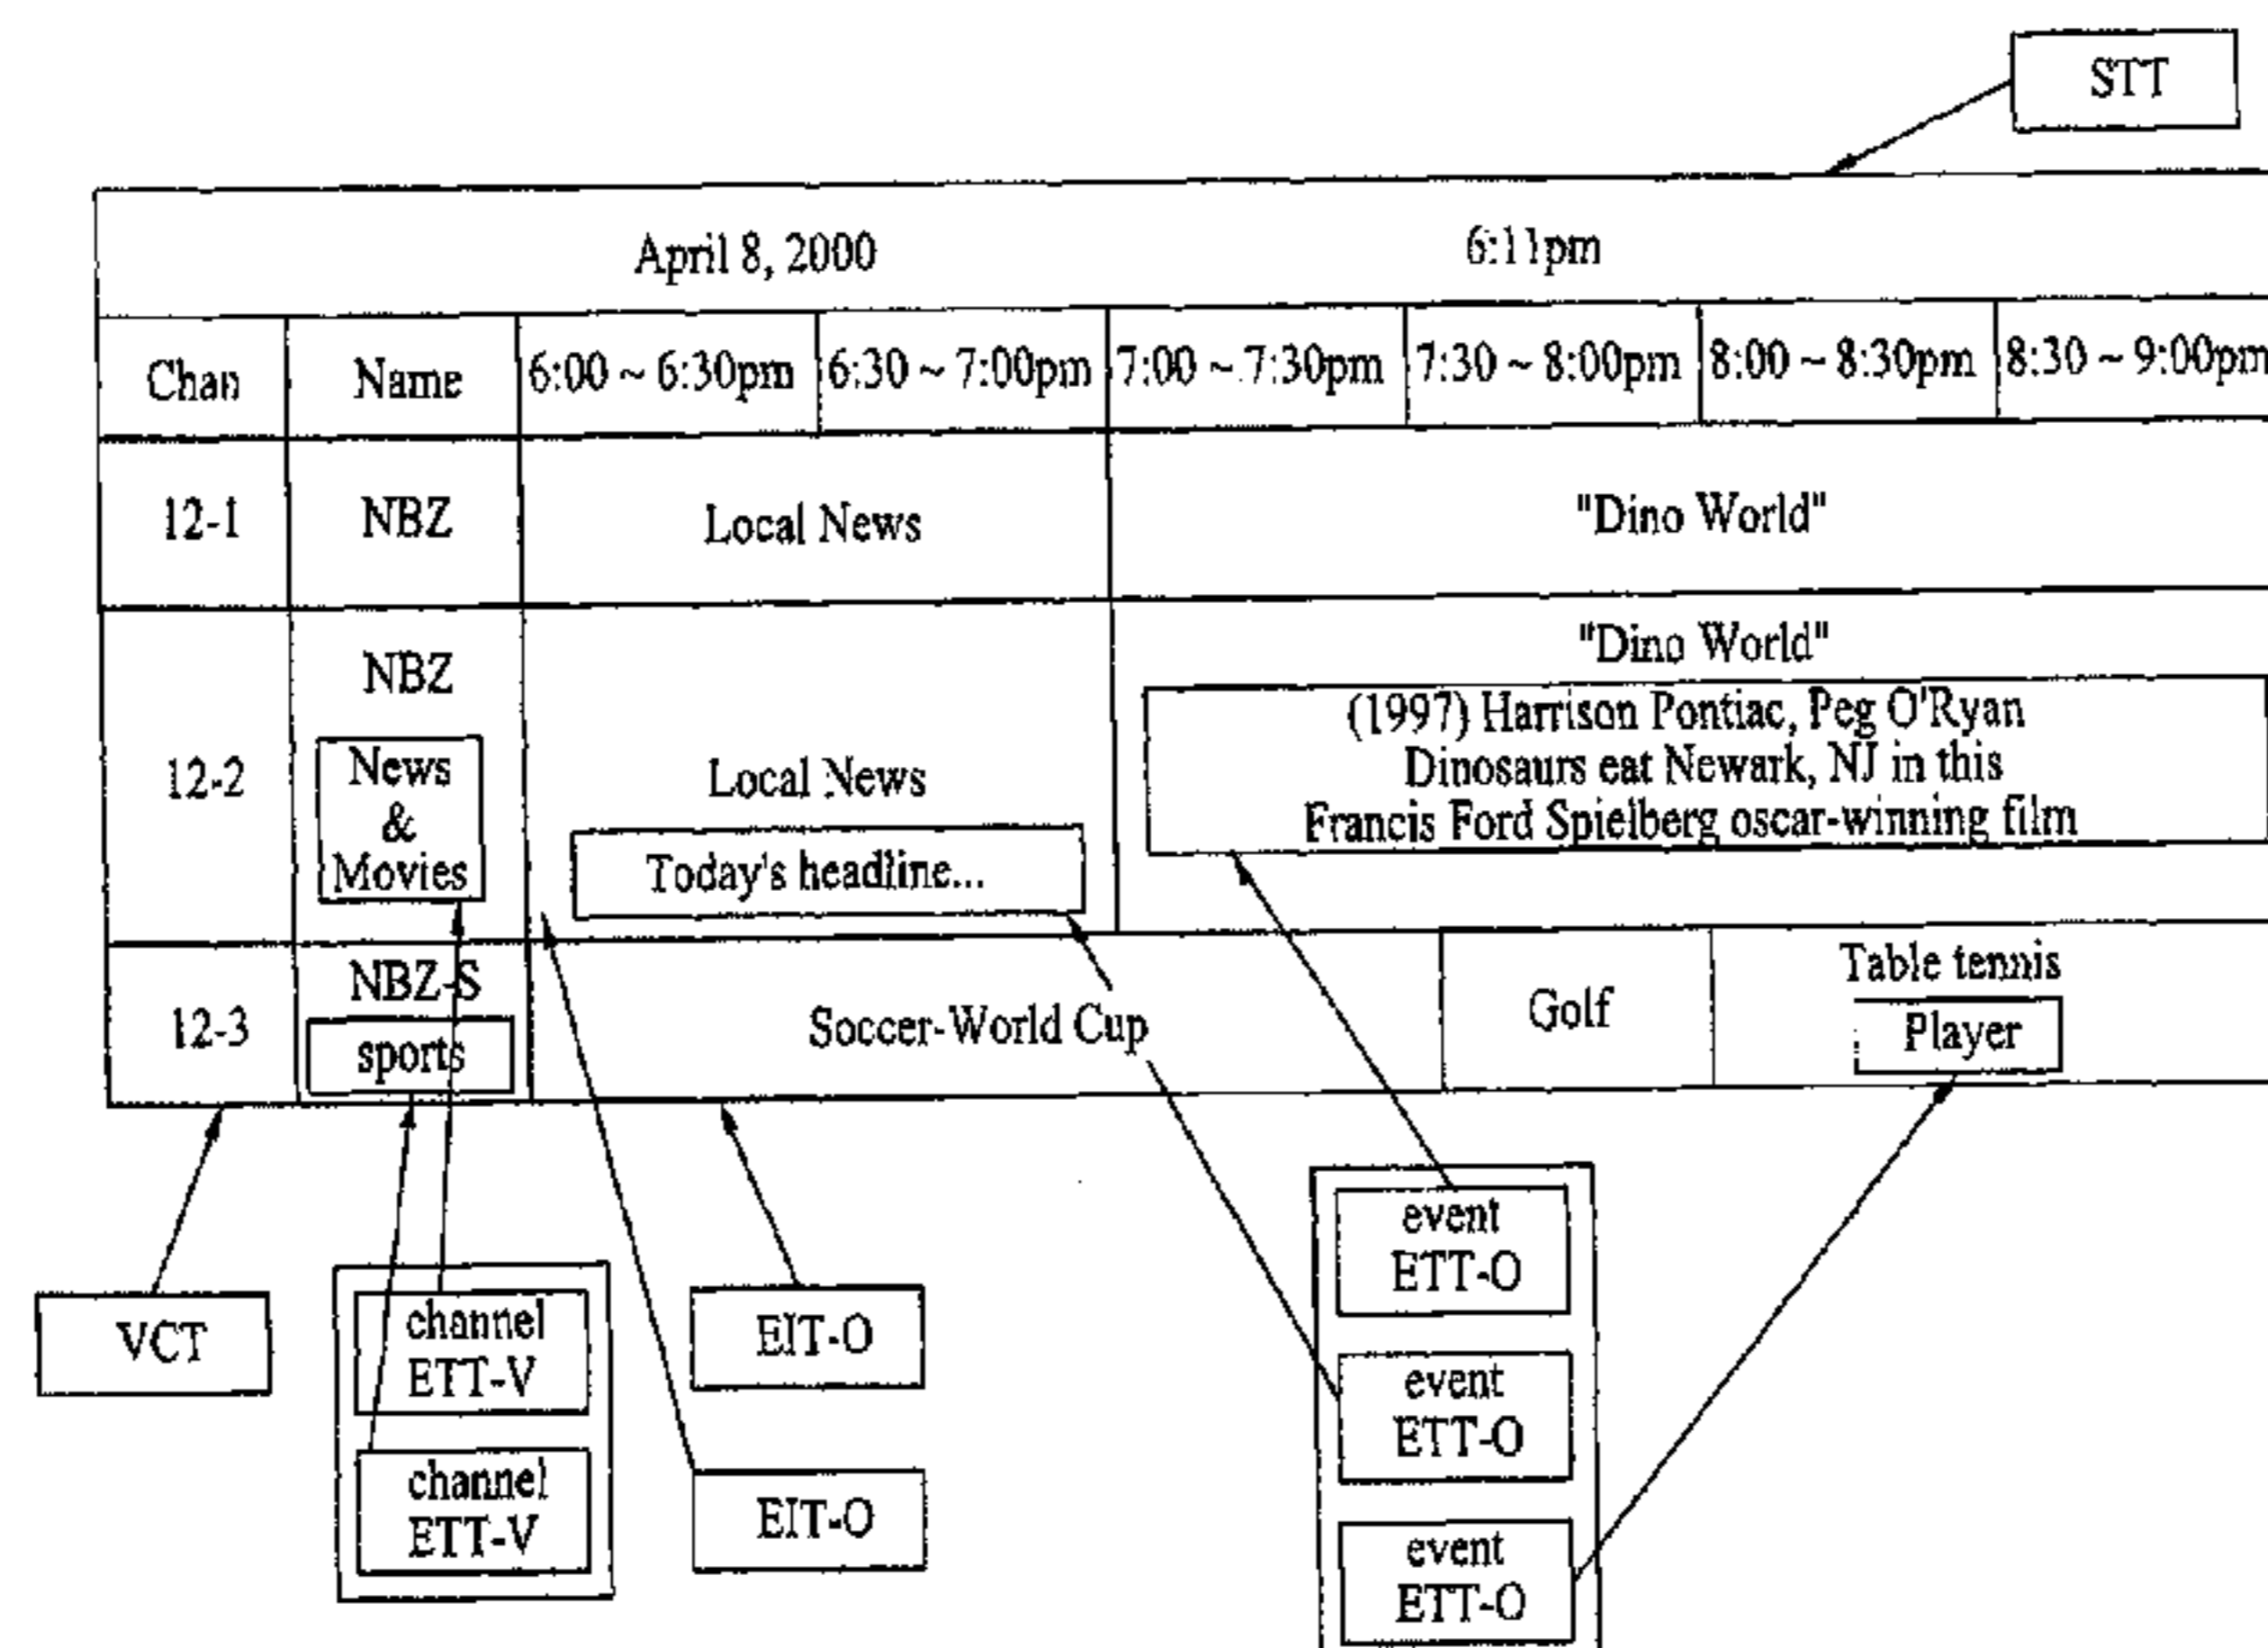 STT
April 8, 2000 6:11pm
Chan Name 6:00 ~ 6:30pm 6:30 ~ 7:00pm 7:00 ~ 7:30pm 7:30 ~ 8:00pm 8:00 ~ 8:30pm 8:30 ~ 9:00pm
12-1 NBZ Local News "Dino World"
12-2
NBZ
News
&
Movies
Local News
Today's headline...
"Dino World"
(1997) Harrison Pontiac, Peg O'Ryan
Dinosaurs eat Newark, NJ in this
Francis Ford Spielberg oscar-winning film
12-3
NBZ-S
sports
Soccer-World Cup
Golf
Table tennis
Player
VCT
channel
ETT-V
channel
ETT-V
EIT-O
EIT-O
event
ETT-O
event
ETT-O
event
ETT-O